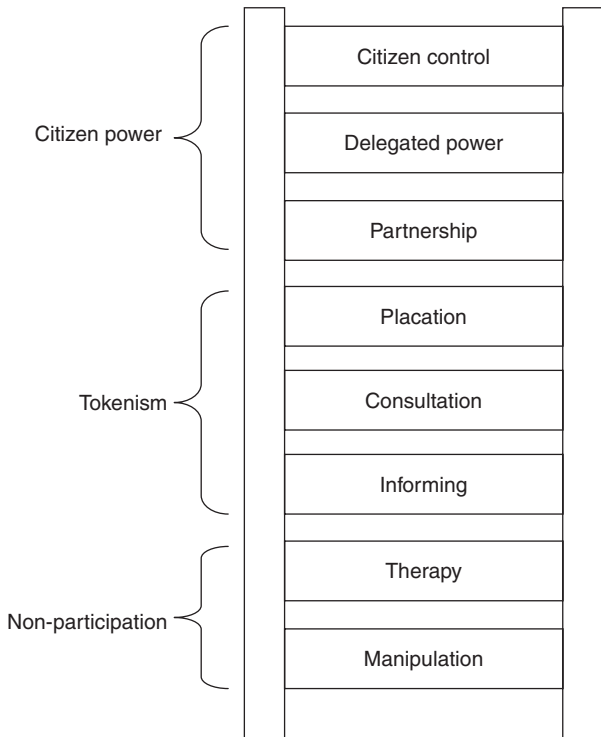 Citizen control
Citizen power
Delegated power
Partnership
Placation
Tokenism
Consultation
Informing
Therapy
Non-participation
Manipulation